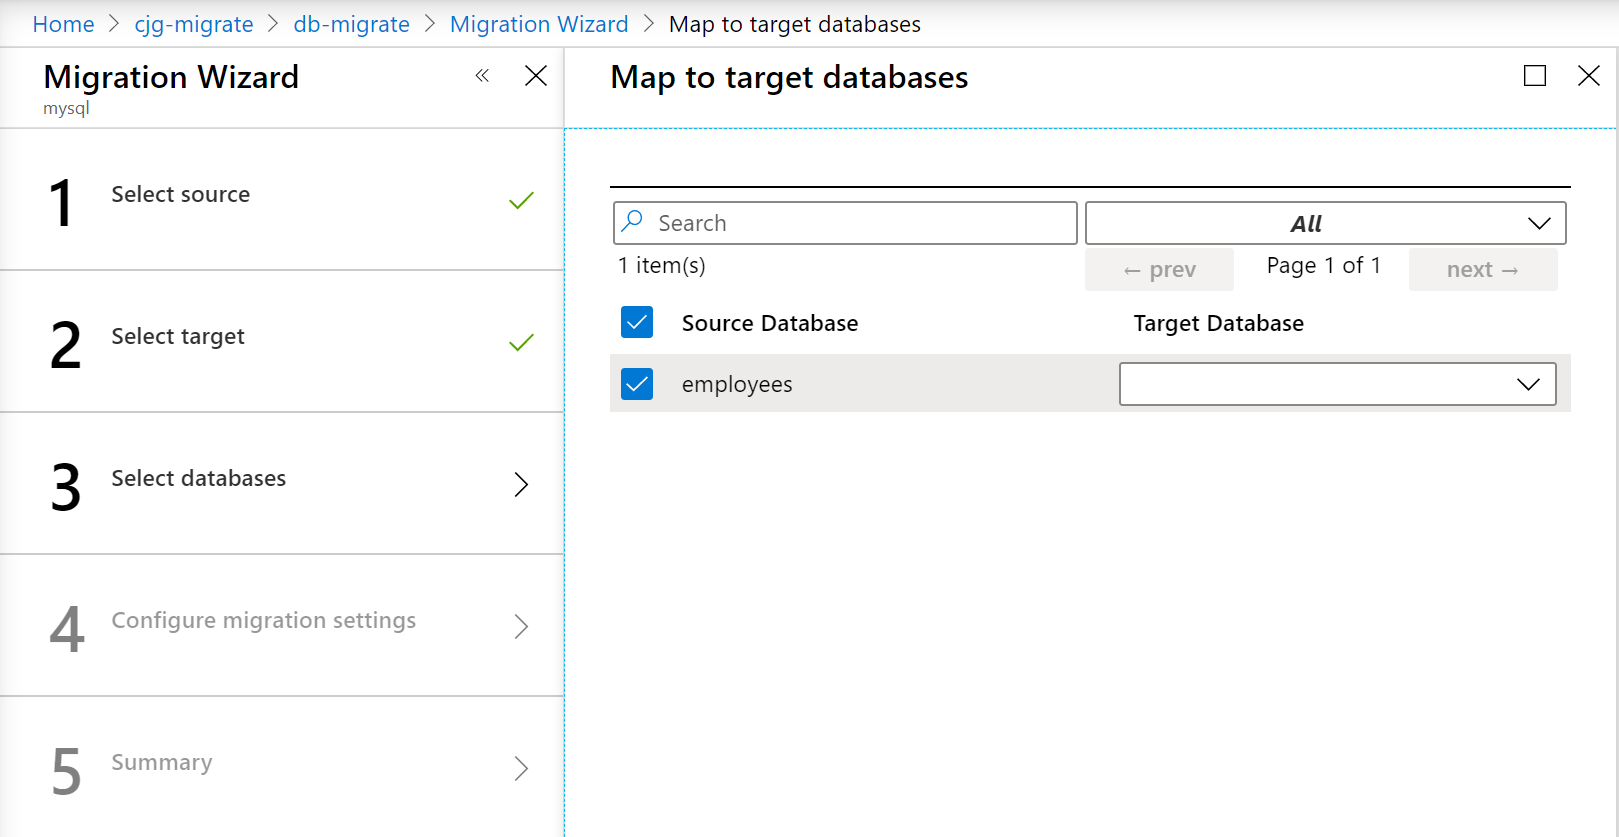 Home > cjg-migrate > db-migrate > Migration Wizard > Map to target databases
Migration Wizard
mysql
1 Select source
2 Select target
3 Select databases
4 Configure migration settings
5 Summary
Map to target databases
Search
All
1 item(s)
← prev
Page 1 of 1
next →
Source Database
Target Database
employees